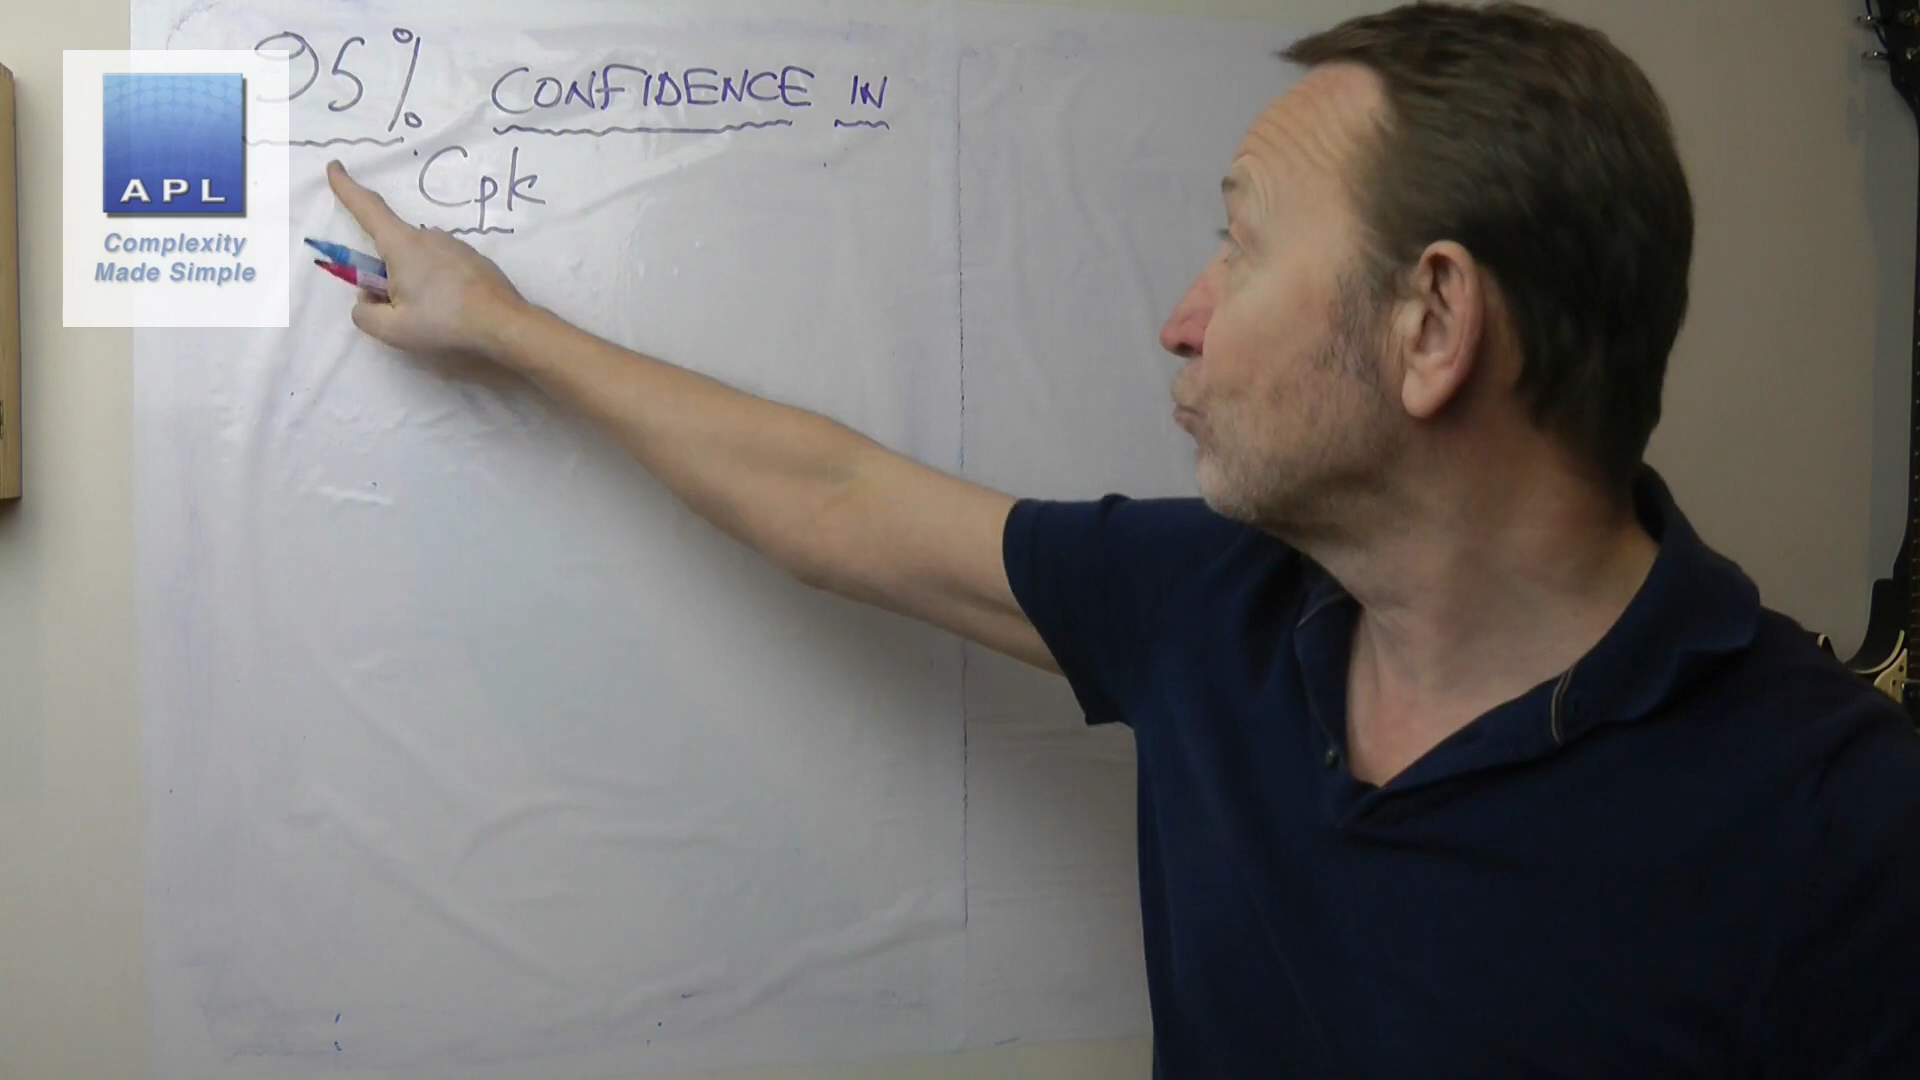 95% CONFIDENCE IN
Cpk
APL
Complexity
Made Simple